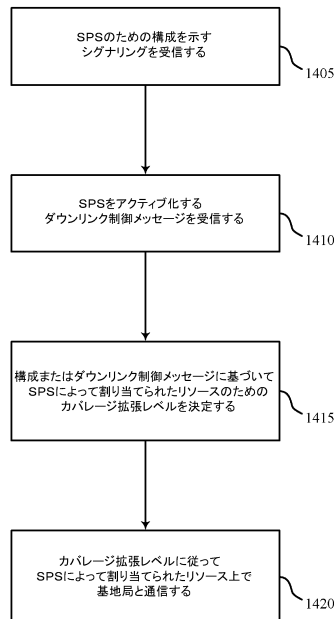 SPSのための構成を示す
シグナリングを受信する
1405
SPSをアクティブ化する
ダウンリンク制御メッセージを受信する
1410
構成またはダウンリンク制御メッセージに基づいて
SPSによって割り当てられたリソースのための
カバレージ拡張レベルを決定する
1415
カバレージ拡張レベルに従って
SPSによって割り当てられたリソース上で
基地局と通信する
1420